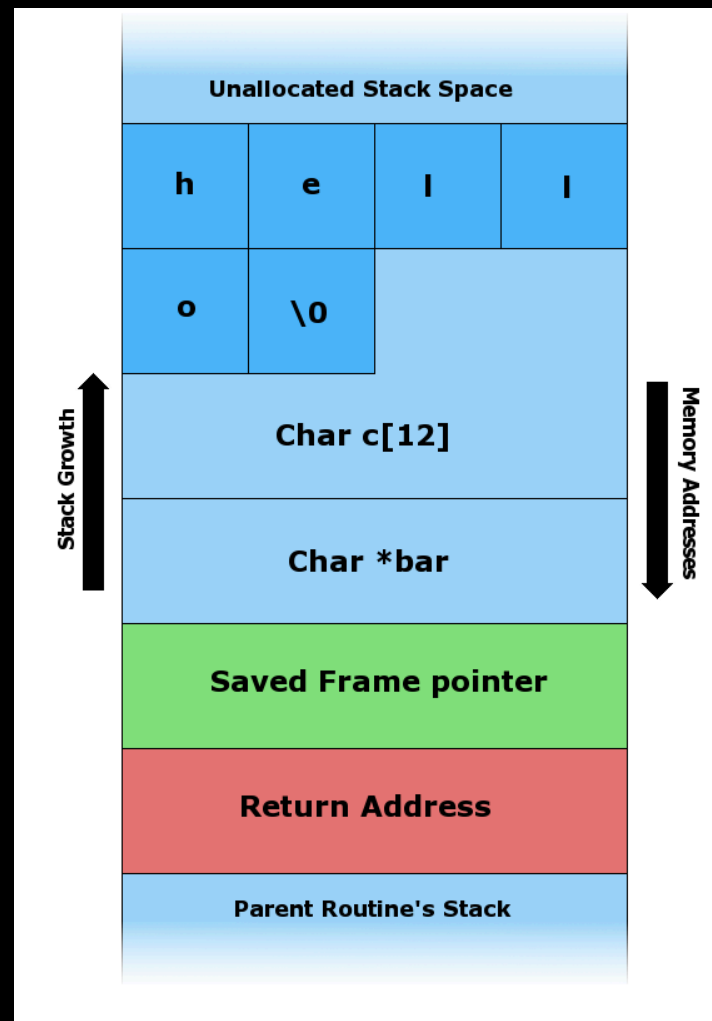 Unallocated Stack Space
h e l l
o \0
Char c[12]
Stack Growth
Memory Addresses
Char *bar
Saved Frame pointer
Return Address
Parent Routine's Stack